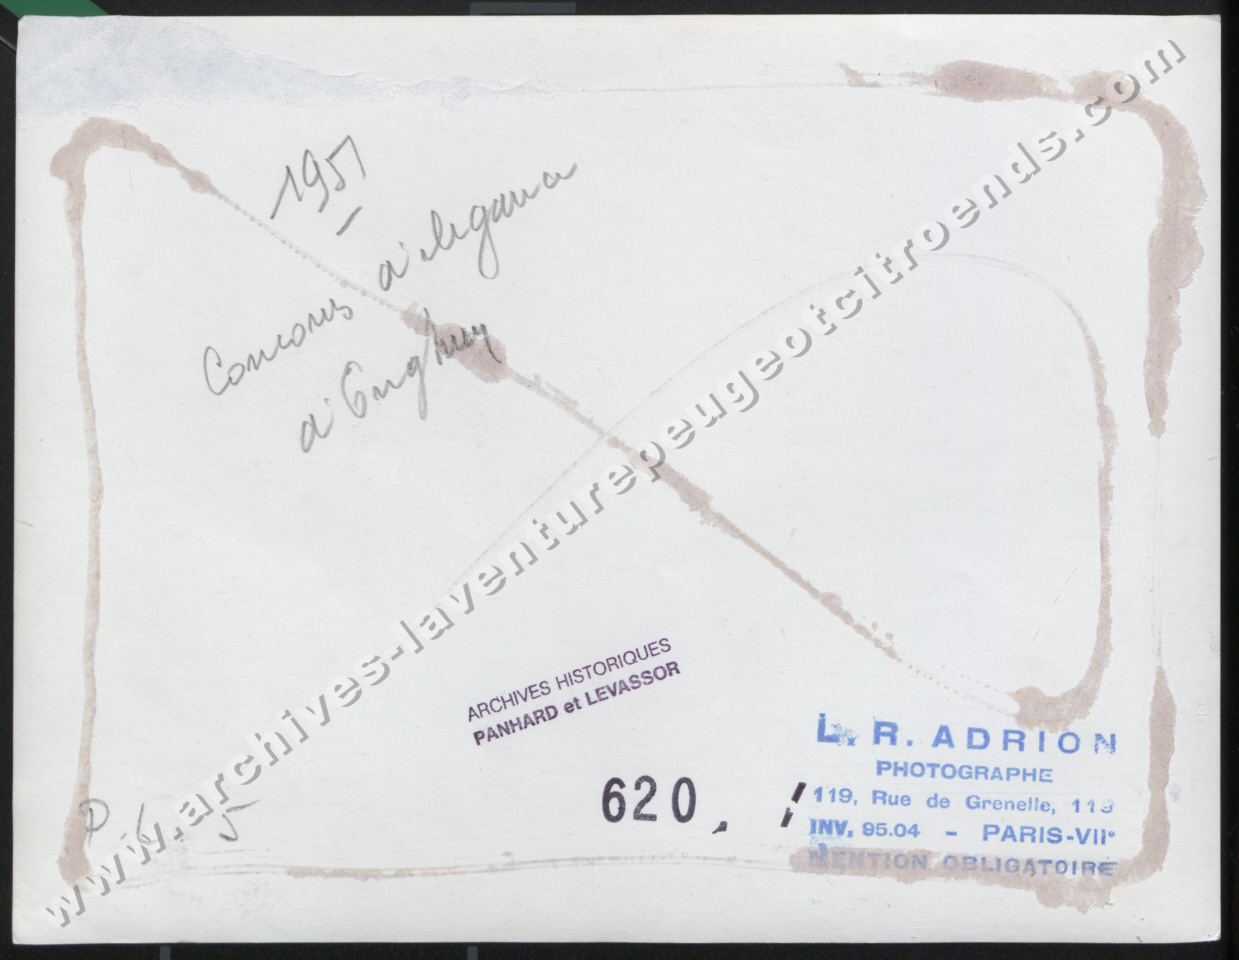 1951
Concours d'élégance
d'Enghien
www.archives-laventurepeugeotcitroends.com
ARCHIVES HISTORIQUES
PANHARD et LEVASSOR
620
L. R. ADRION
PHOTOGRAPHE
119, Rue de Grenelle, 119
INV. 95.04 - PARIS-VIIe
MENTION OBLIGATOIRE